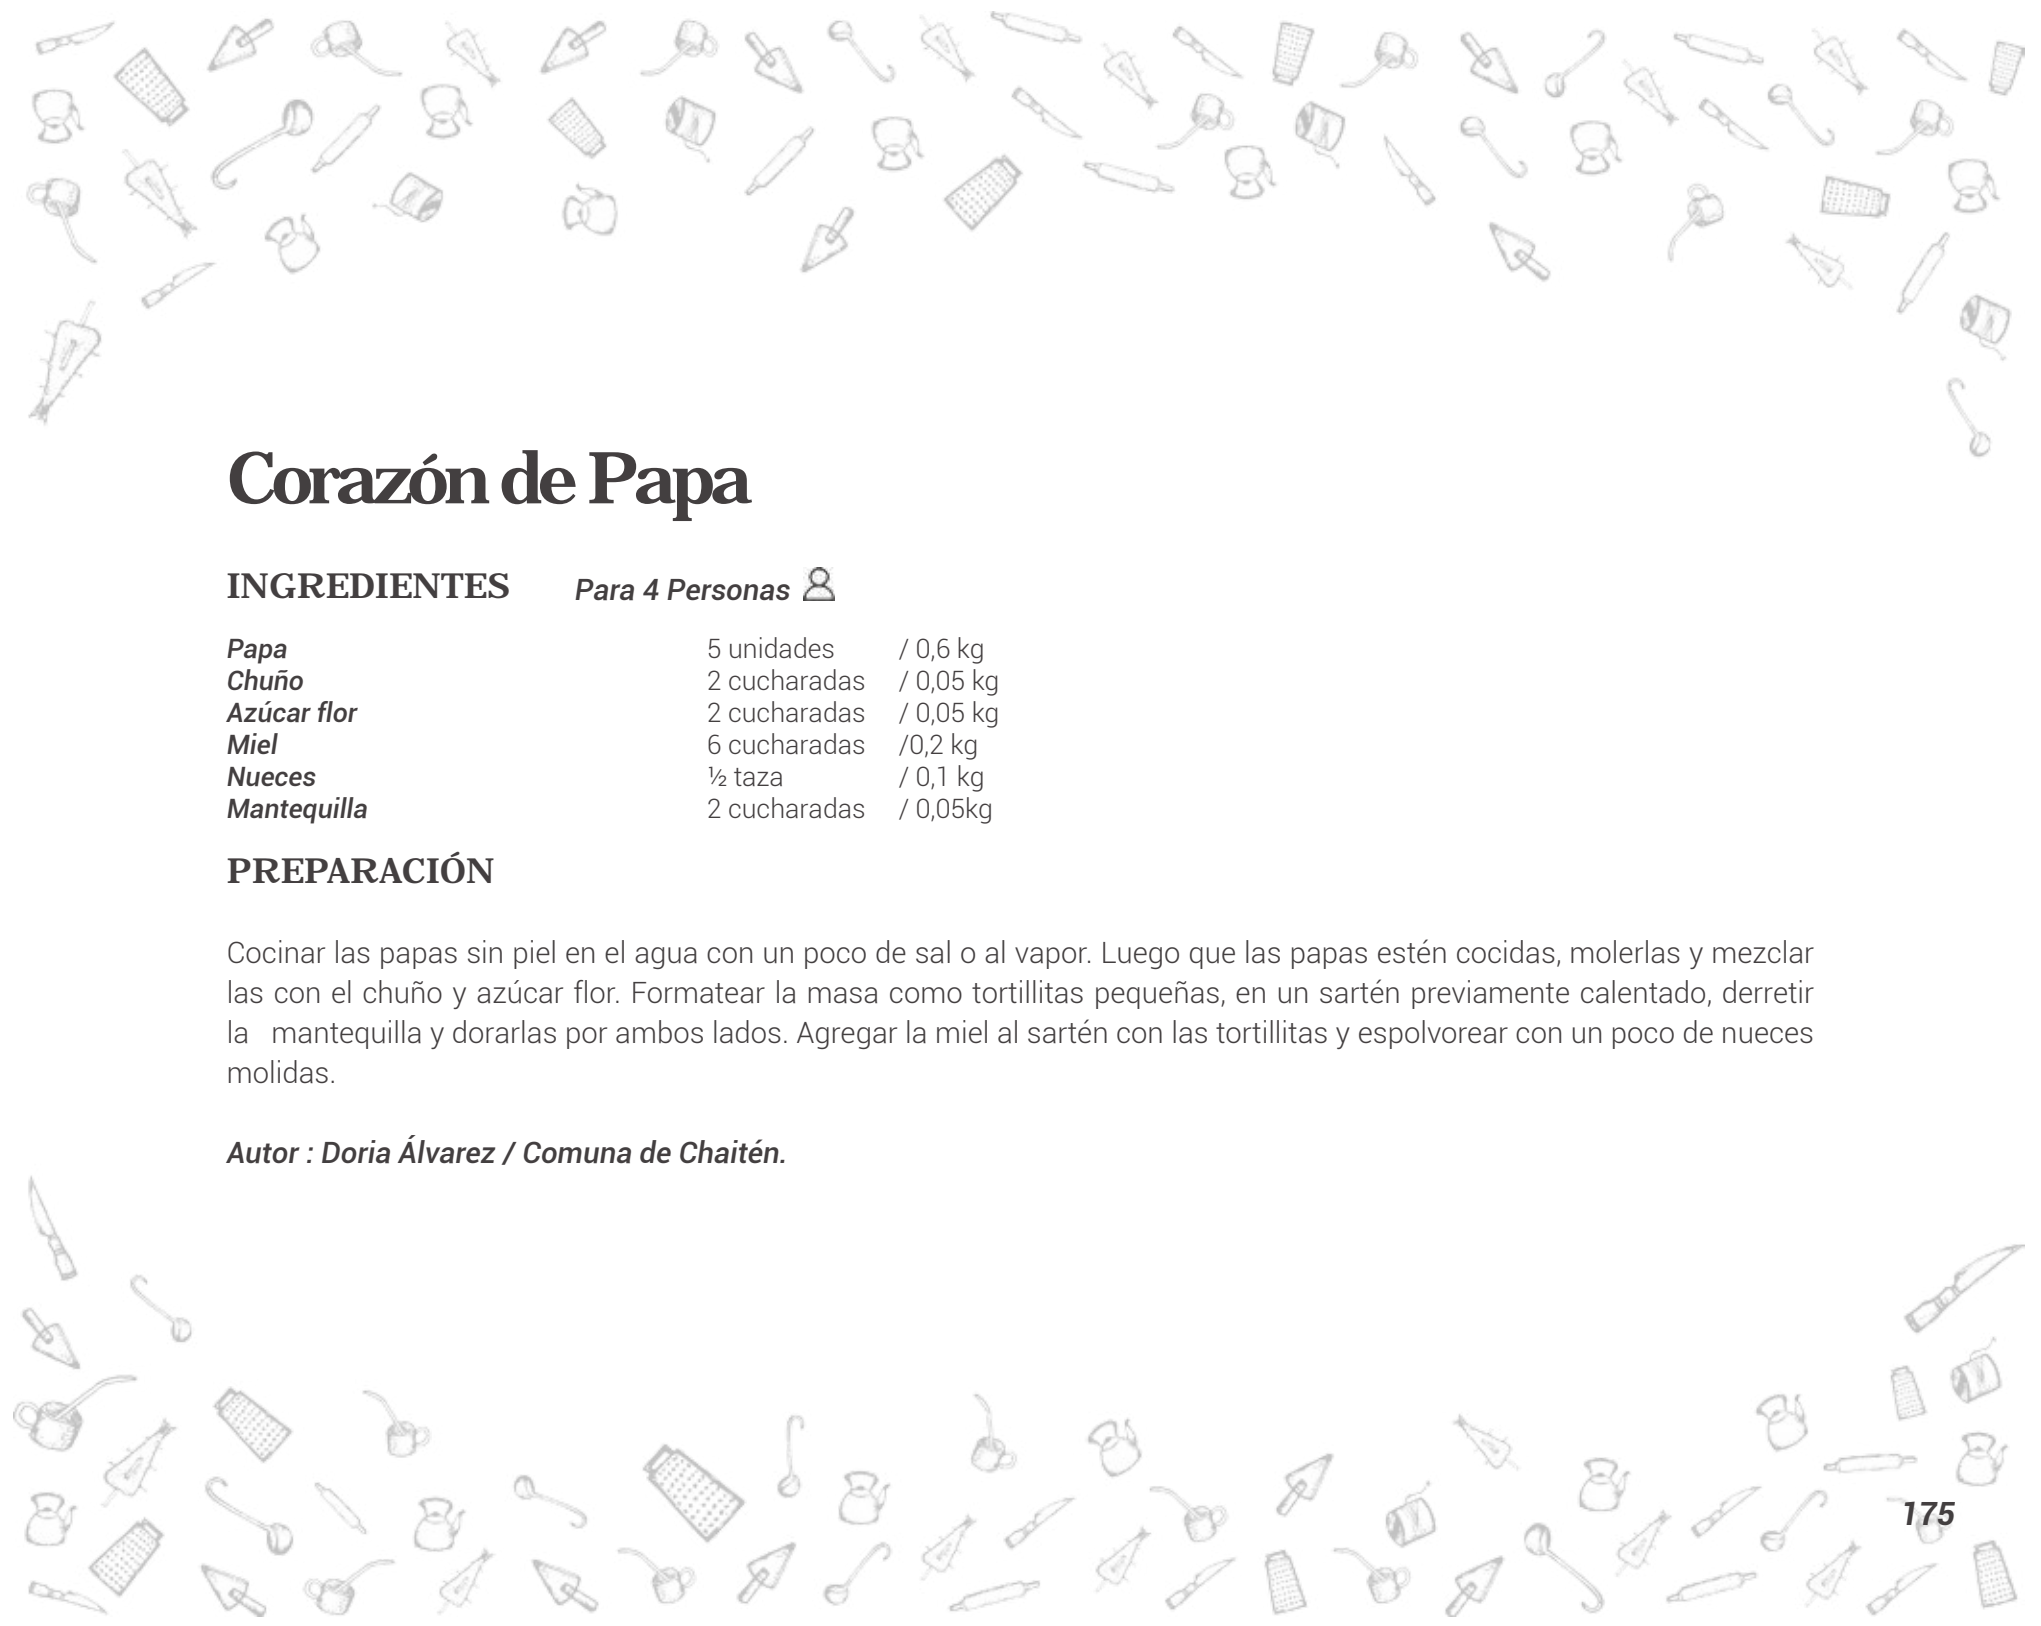 Corazón de Papa
INGREDIENTES Para 4 Personas
Papa 5 unidades / 0,6 kg
Chuño 2 cucharadas / 0,05 kg
Azúcar flor 2 cucharadas / 0,05 kg
Miel 6 cucharadas /0,2 kg
Nueces ½ taza / 0,1 kg
Mantequilla 2 cucharadas / 0,05kg
PREPARACIÓN
Cocinar las papas sin piel en el agua con un poco de sal o al vapor. Luego que las papas estén cocidas, molerlas y mezclar
las con el chuño y azúcar flor. Formatear la masa como tortillitas pequeñas, en un sartén previamente calentado, derretir
la mantequilla y dorarlas por ambos lados. Agregar la miel al sartén con las tortillitas y espolvorear con un poco de nueces
molidas.
Autor : Doria Álvarez / Comuna de Chaitén.
175